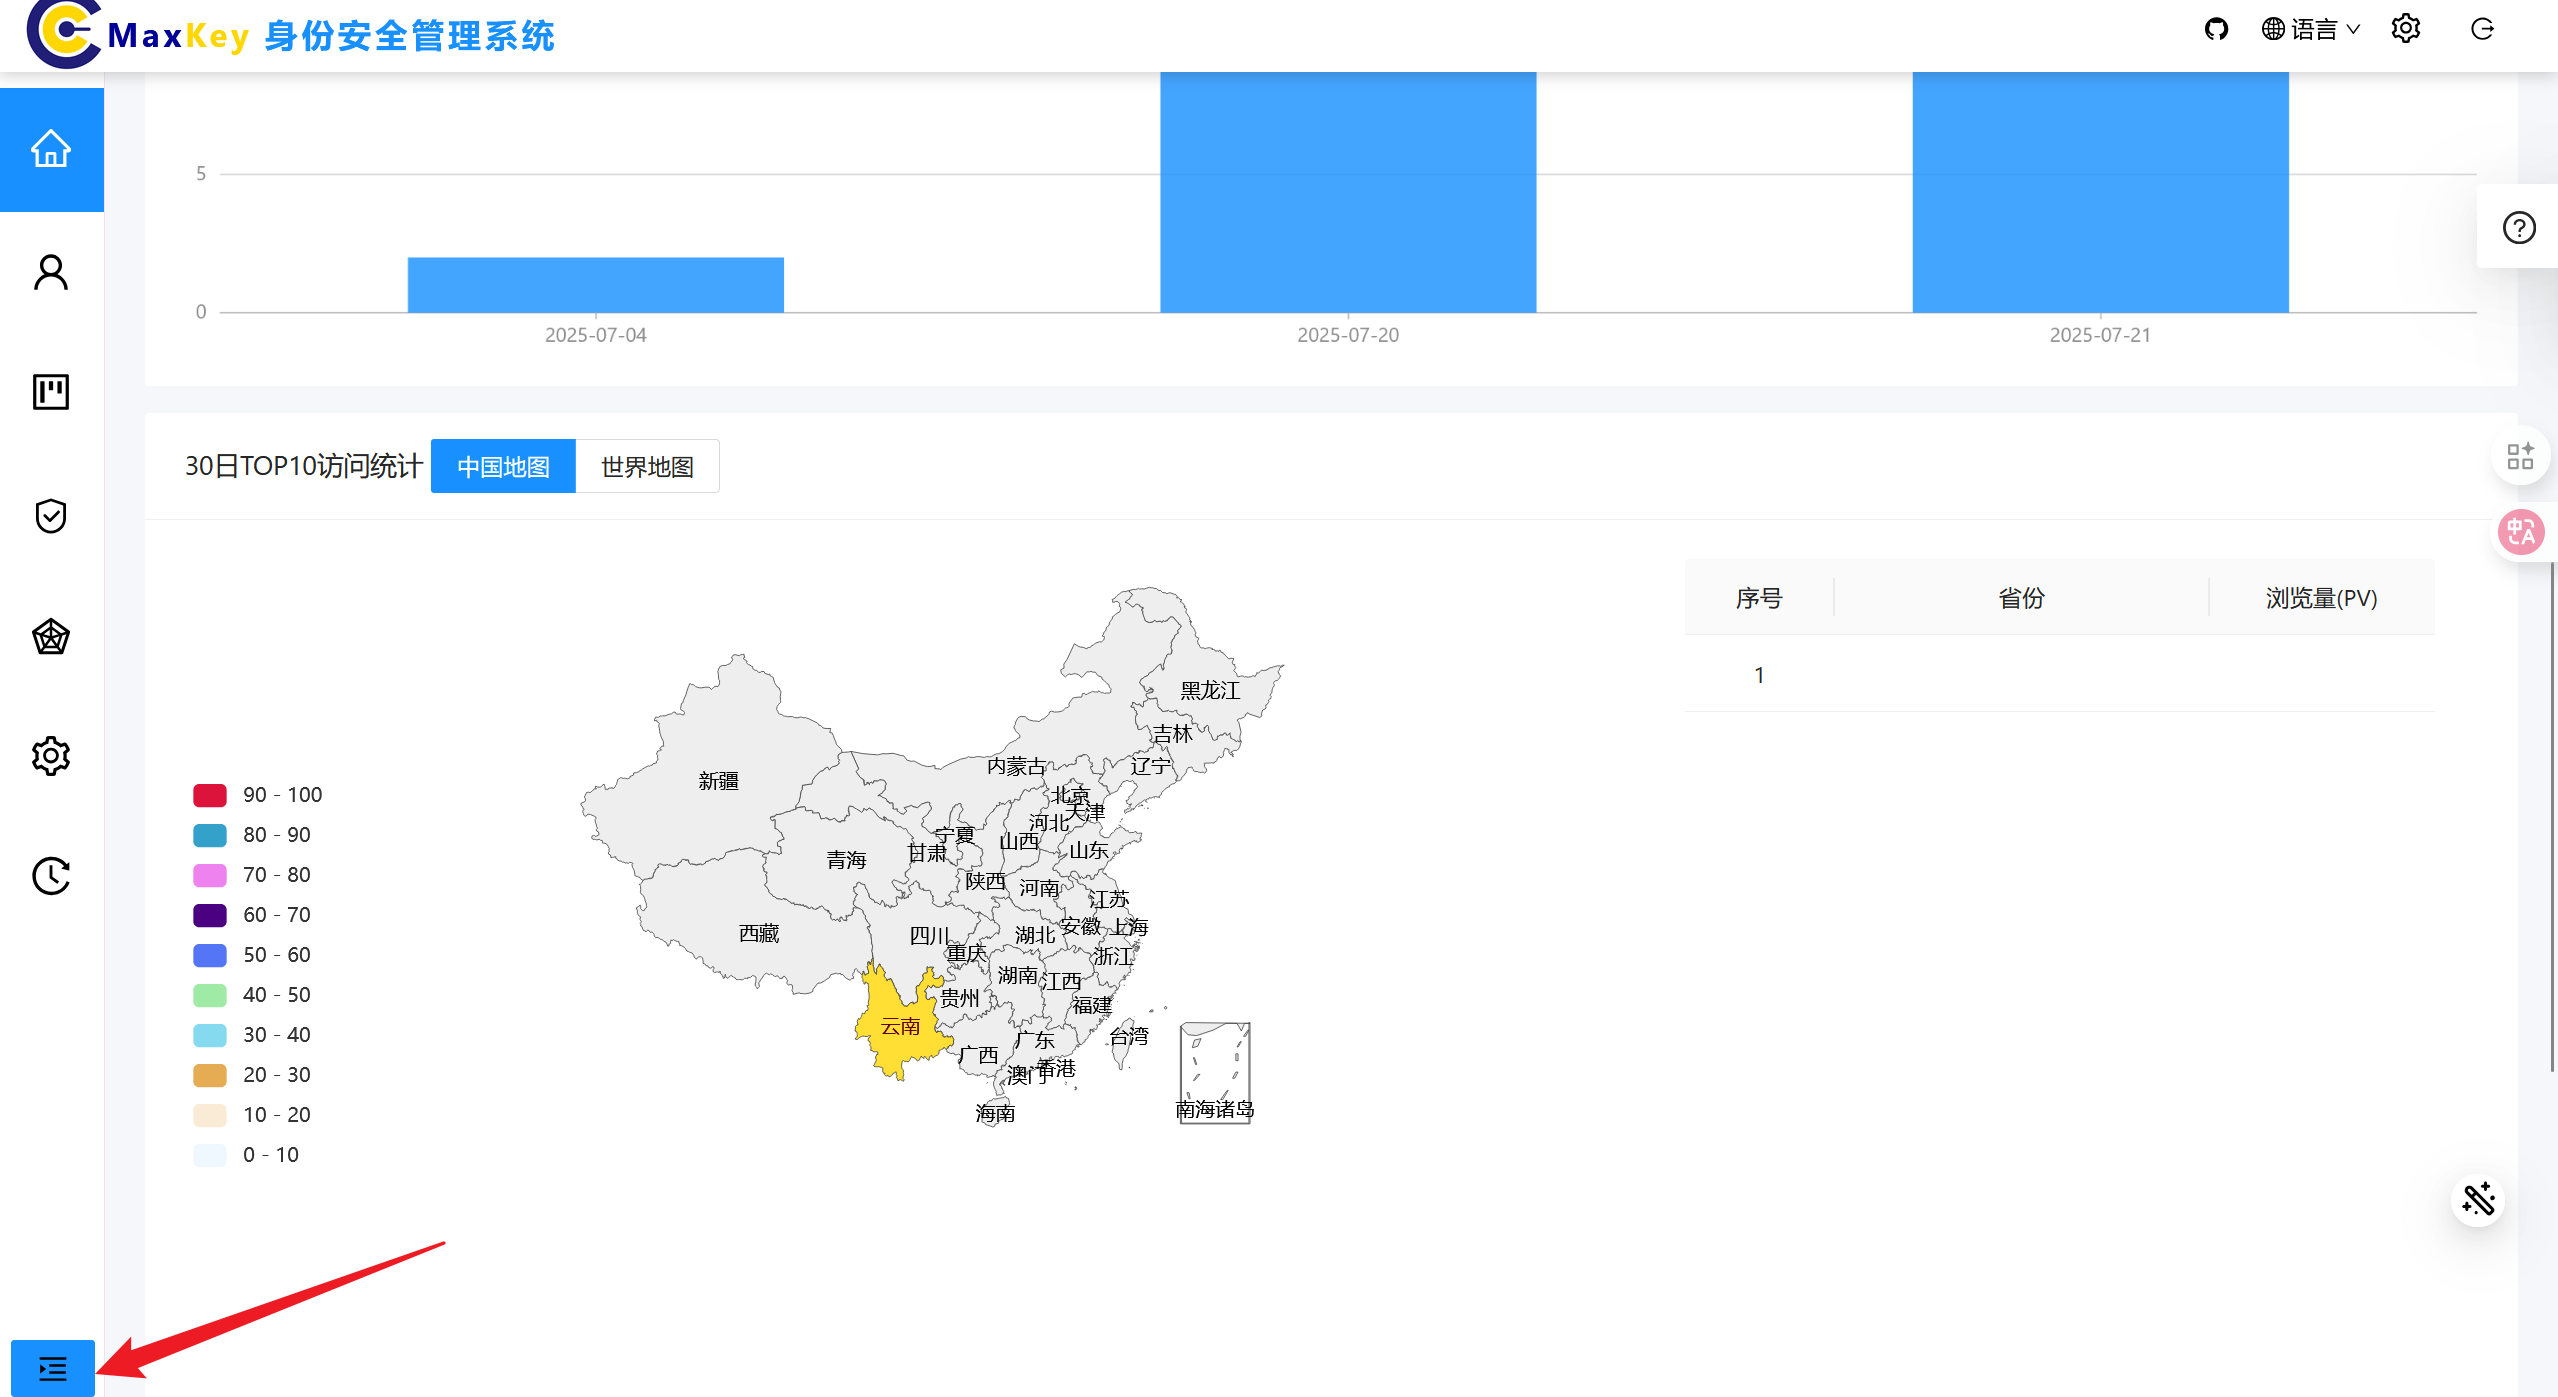 MaxKey 身份安全管理系统
语言
5
0
2025-07-04
2025-07-20
2025-07-21
30日TOP10访问统计
中国地图
世界地图
序号
省份
浏览量(PV)
1
90 - 100
80 - 90
70 - 80
60 - 70
50 - 60
40 - 50
30 - 40
20 - 30
10 - 20
0 - 10
黑龙江
吉林
辽宁
内蒙古
新疆
北京
天津
河北
宁夏
山西
甘肃
山东
青海
陕西
河南
江苏
安徽
上海
西藏
四川
湖北
重庆
浙江
湖南
江西
贵州
福建
云南
广东
台湾
广西
香港
澳门
海南
南海诸岛
中A